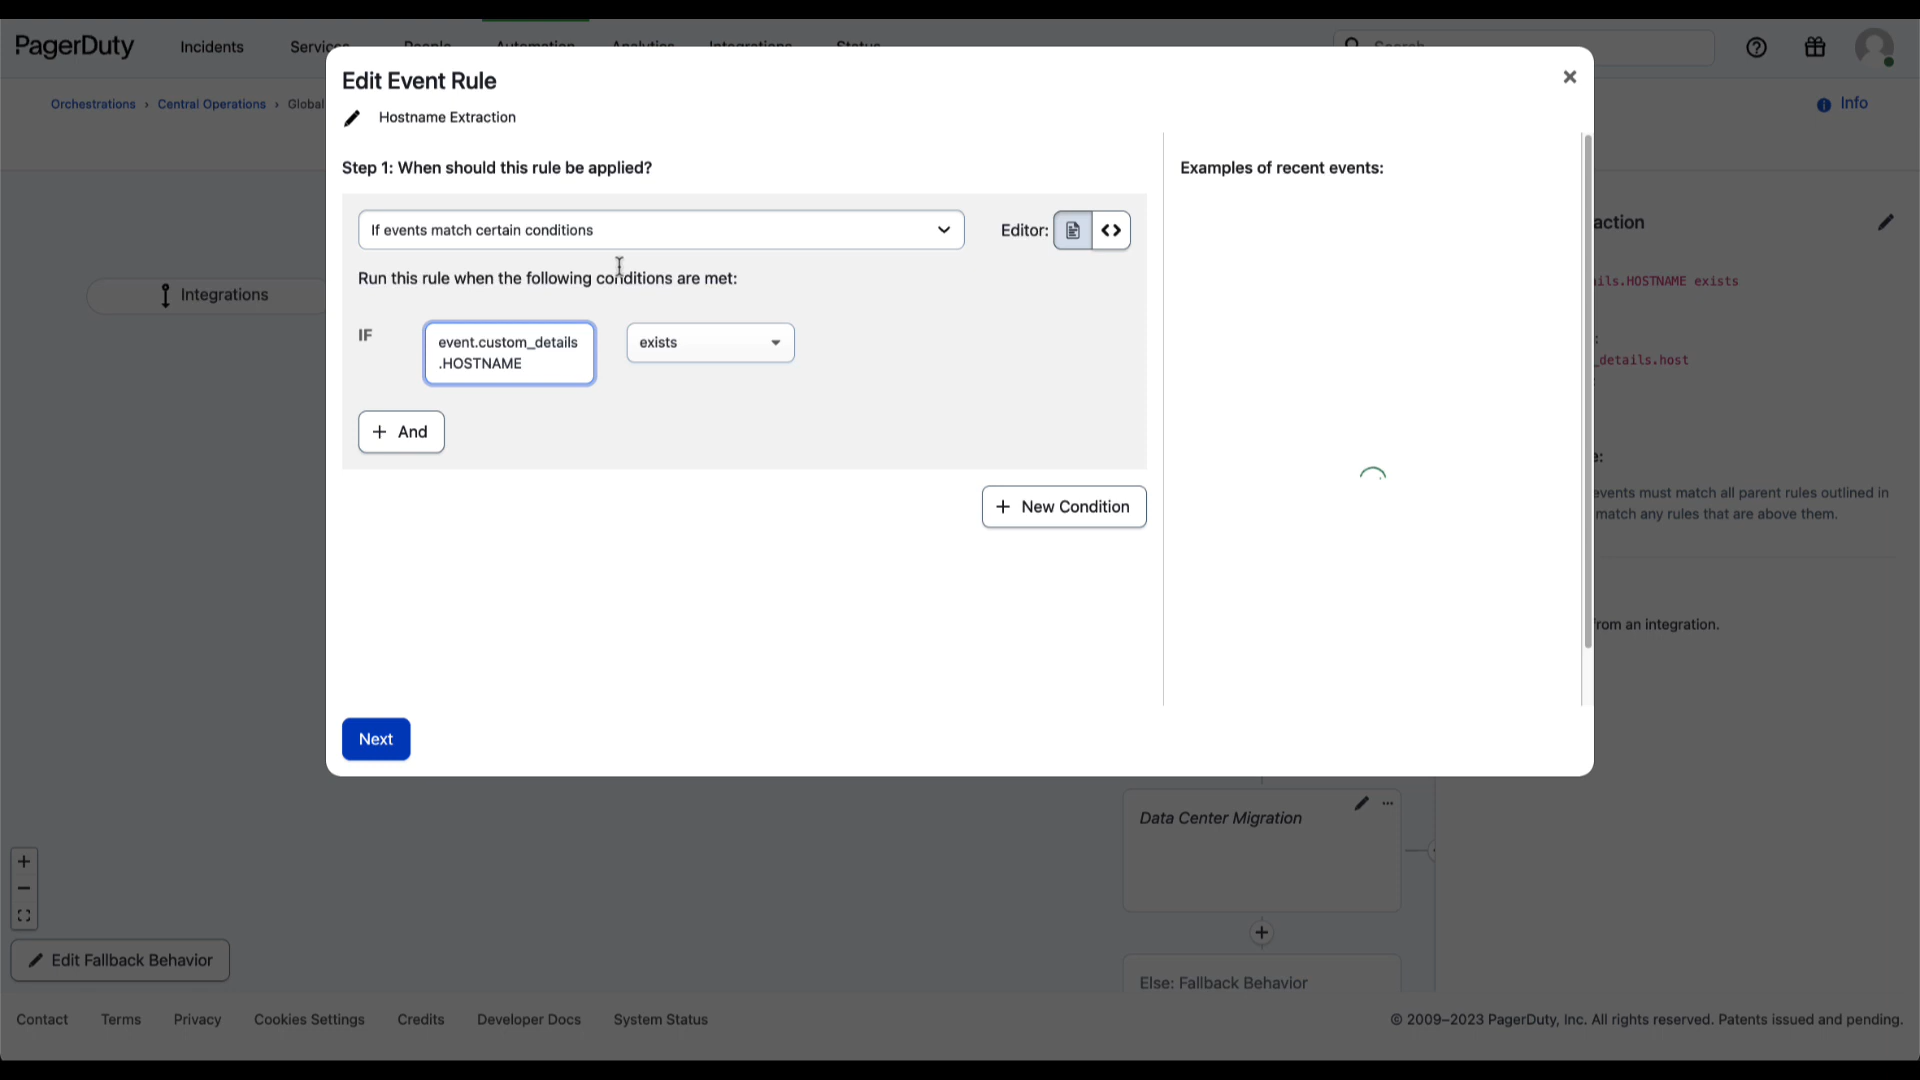 PagerDuty
Incidents
Services
People
Automation
Analytics
Integrations
Status
Search
Orchestrations › Central Operations › Global
Info
Edit Event Rule
Hostname Extraction
Step 1: When should this rule be applied?
If events match certain conditions
Editor:
Run this rule when the following conditions are met:
IF
event.custom_details
.HOSTNAME
exists
+ And
+ New Condition
Next
Examples of recent events:
Integrations
action
ils.HOSTNAME exists
:
_details.host
:
events must match all parent rules outlined in
match any rules that are above them.
from an integration.
Data Center Migration
Else: Fallback Behavior
Edit Fallback Behavior
Contact
Terms
Privacy
Cookies Settings
Credits
Developer Docs
System Status
© 2009–2023 PagerDuty, Inc. All rights reserved. Patents issued and pending.